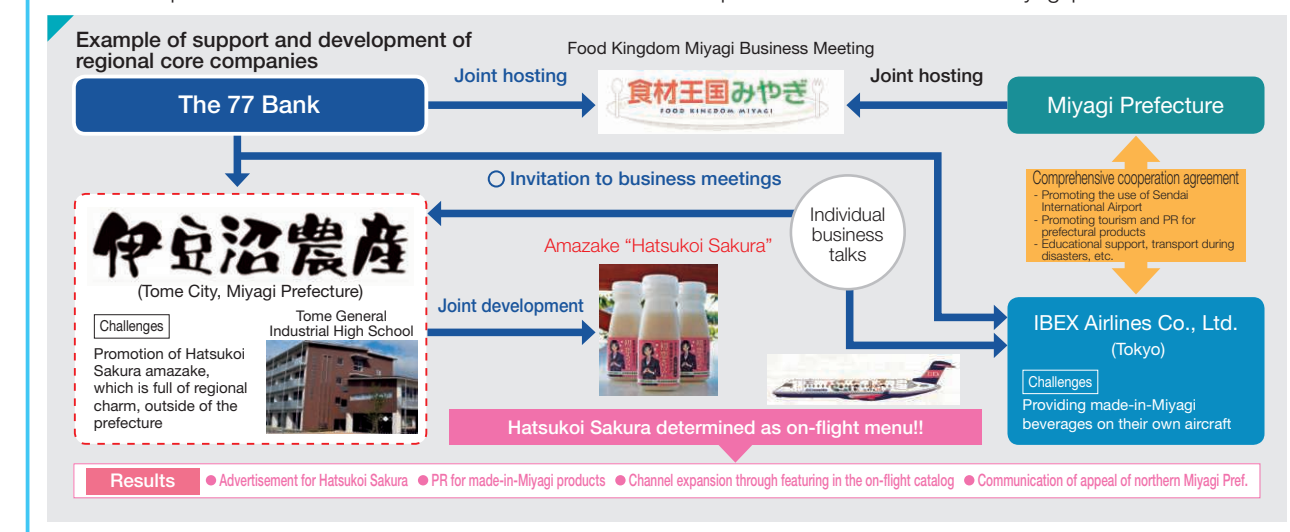 Example of support and development of
regional core companies
Food Kingdom Miyagi Business Meeting
The 77 Bank
Joint hosting
食材王国みやぎ
FOOD KINGDOM MIYAGI
Joint hosting
Miyagi Prefecture
Invitation to business meetings
Individual
business
talks
Comprehensive cooperation agreement
- Promoting the use of Sendai
International Airport
- Promoting tourism and PR for
prefectural products
- Educational support, transport during
disasters, etc.
伊豆沼農産
(Tome City, Miyagi Prefecture)
Challenges
Promotion of Hatsukoi
Sakura amazake,
which is full of regional
charm, outside of the
prefecture
Tome General
Industrial High School
Joint development
Amazake “Hatsukoi Sakura”
IBEX Airlines Co., Ltd.
(Tokyo)
Challenges
Providing made-in-Miyagi
beverages on their own aircraft
Hatsukoi Sakura determined as on-flight menu!!
Results
● Advertisement for Hatsukoi Sakura ● PR for made-in-Miyagi products ● Channel expansion through featuring in the on-flight catalog ● Communication of appeal of northern Miyagi Pref.